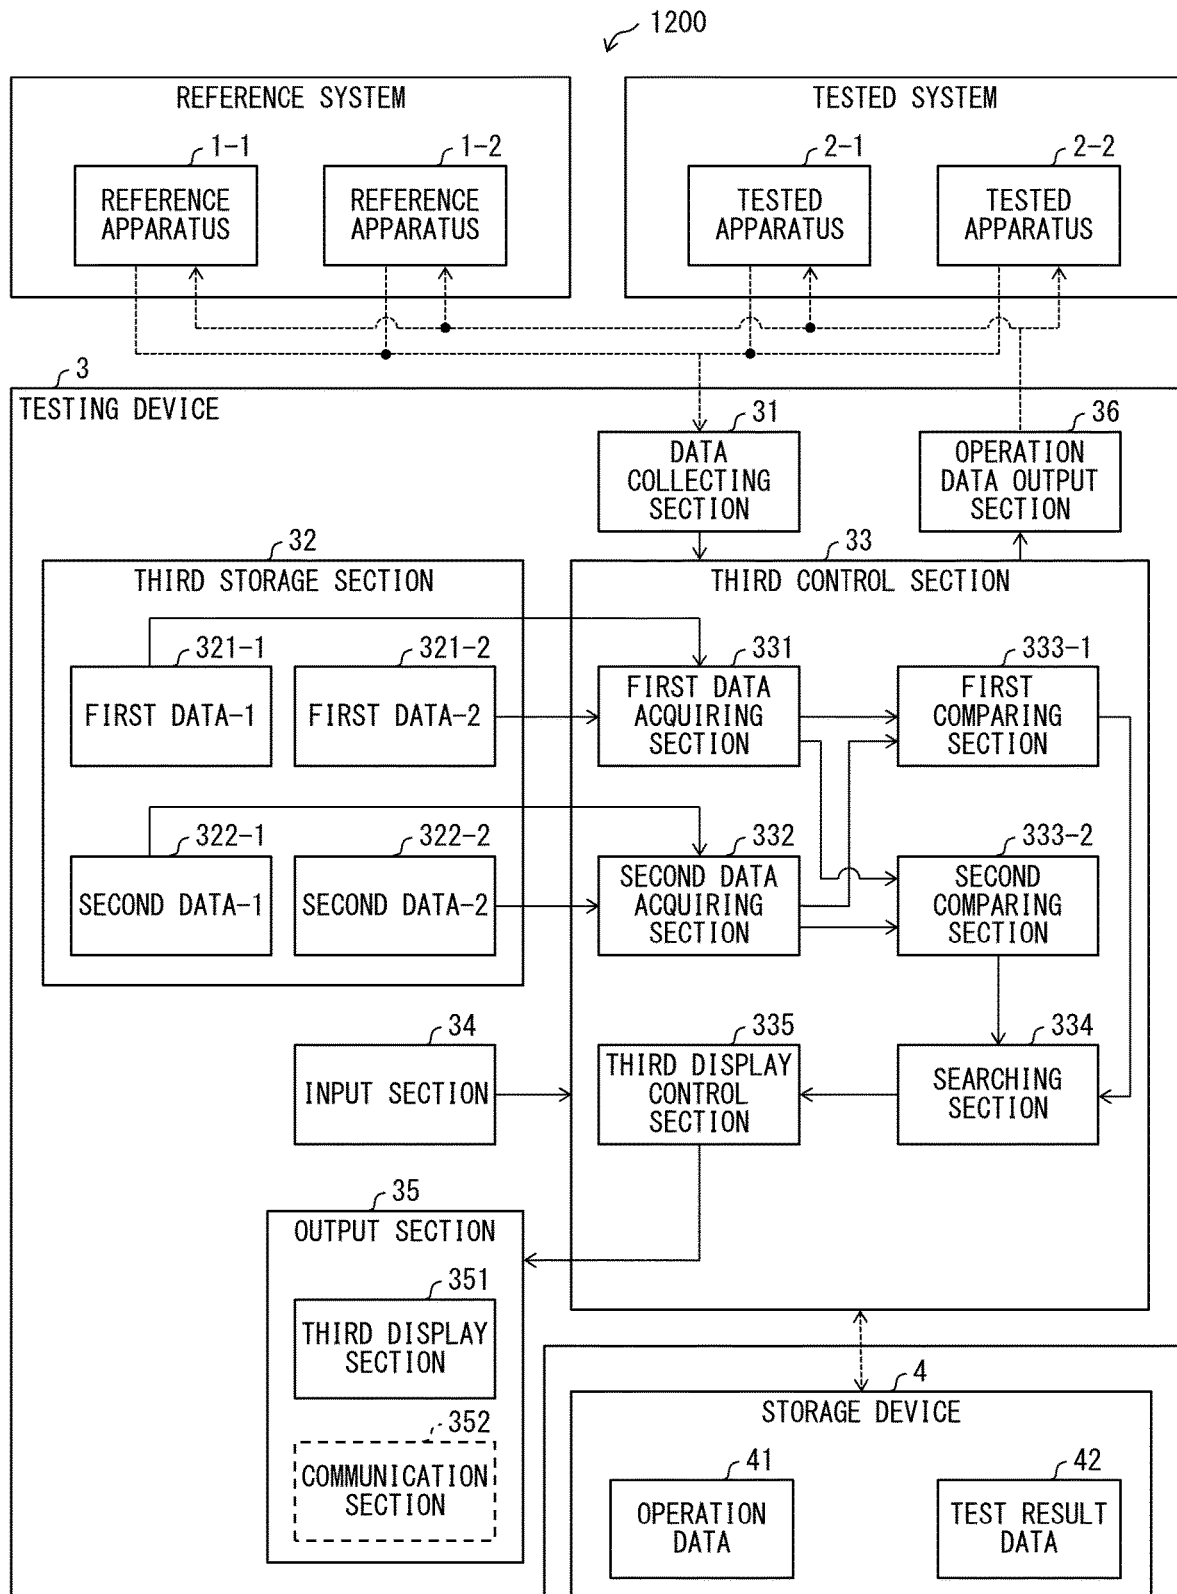 1200
REFERENCE SYSTEM
TESTED SYSTEM
1-1
1-2
2-1
2-2
REFERENCE
APPARATUS
REFERENCE
APPARATUS
TESTED
APPARATUS
TESTED
APPARATUS
3
TESTING DEVICE
31
36
DATA
COLLECTING
SECTION
OPERATION
DATA OUTPUT
SECTION
32
33
THIRD STORAGE SECTION
THIRD CONTROL SECTION
321-1
321-2
331
333-1
FIRST DATA-1
FIRST DATA-2
FIRST DATA
ACQUIRING
SECTION
FIRST
COMPARING
SECTION
322-1
322-2
332
333-2
SECOND DATA-1
SECOND DATA-2
SECOND DATA
ACQUIRING
SECTION
SECOND
COMPARING
SECTION
34
335
334
INPUT SECTION
THIRD DISPLAY
CONTROL
SECTION
SEARCHING
SECTION
35
OUTPUT SECTION
351
THIRD DISPLAY
SECTION
352
COMMUNICATION
SECTION
4
STORAGE DEVICE
41
42
OPERATION
DATA
TEST RESULT
DATA